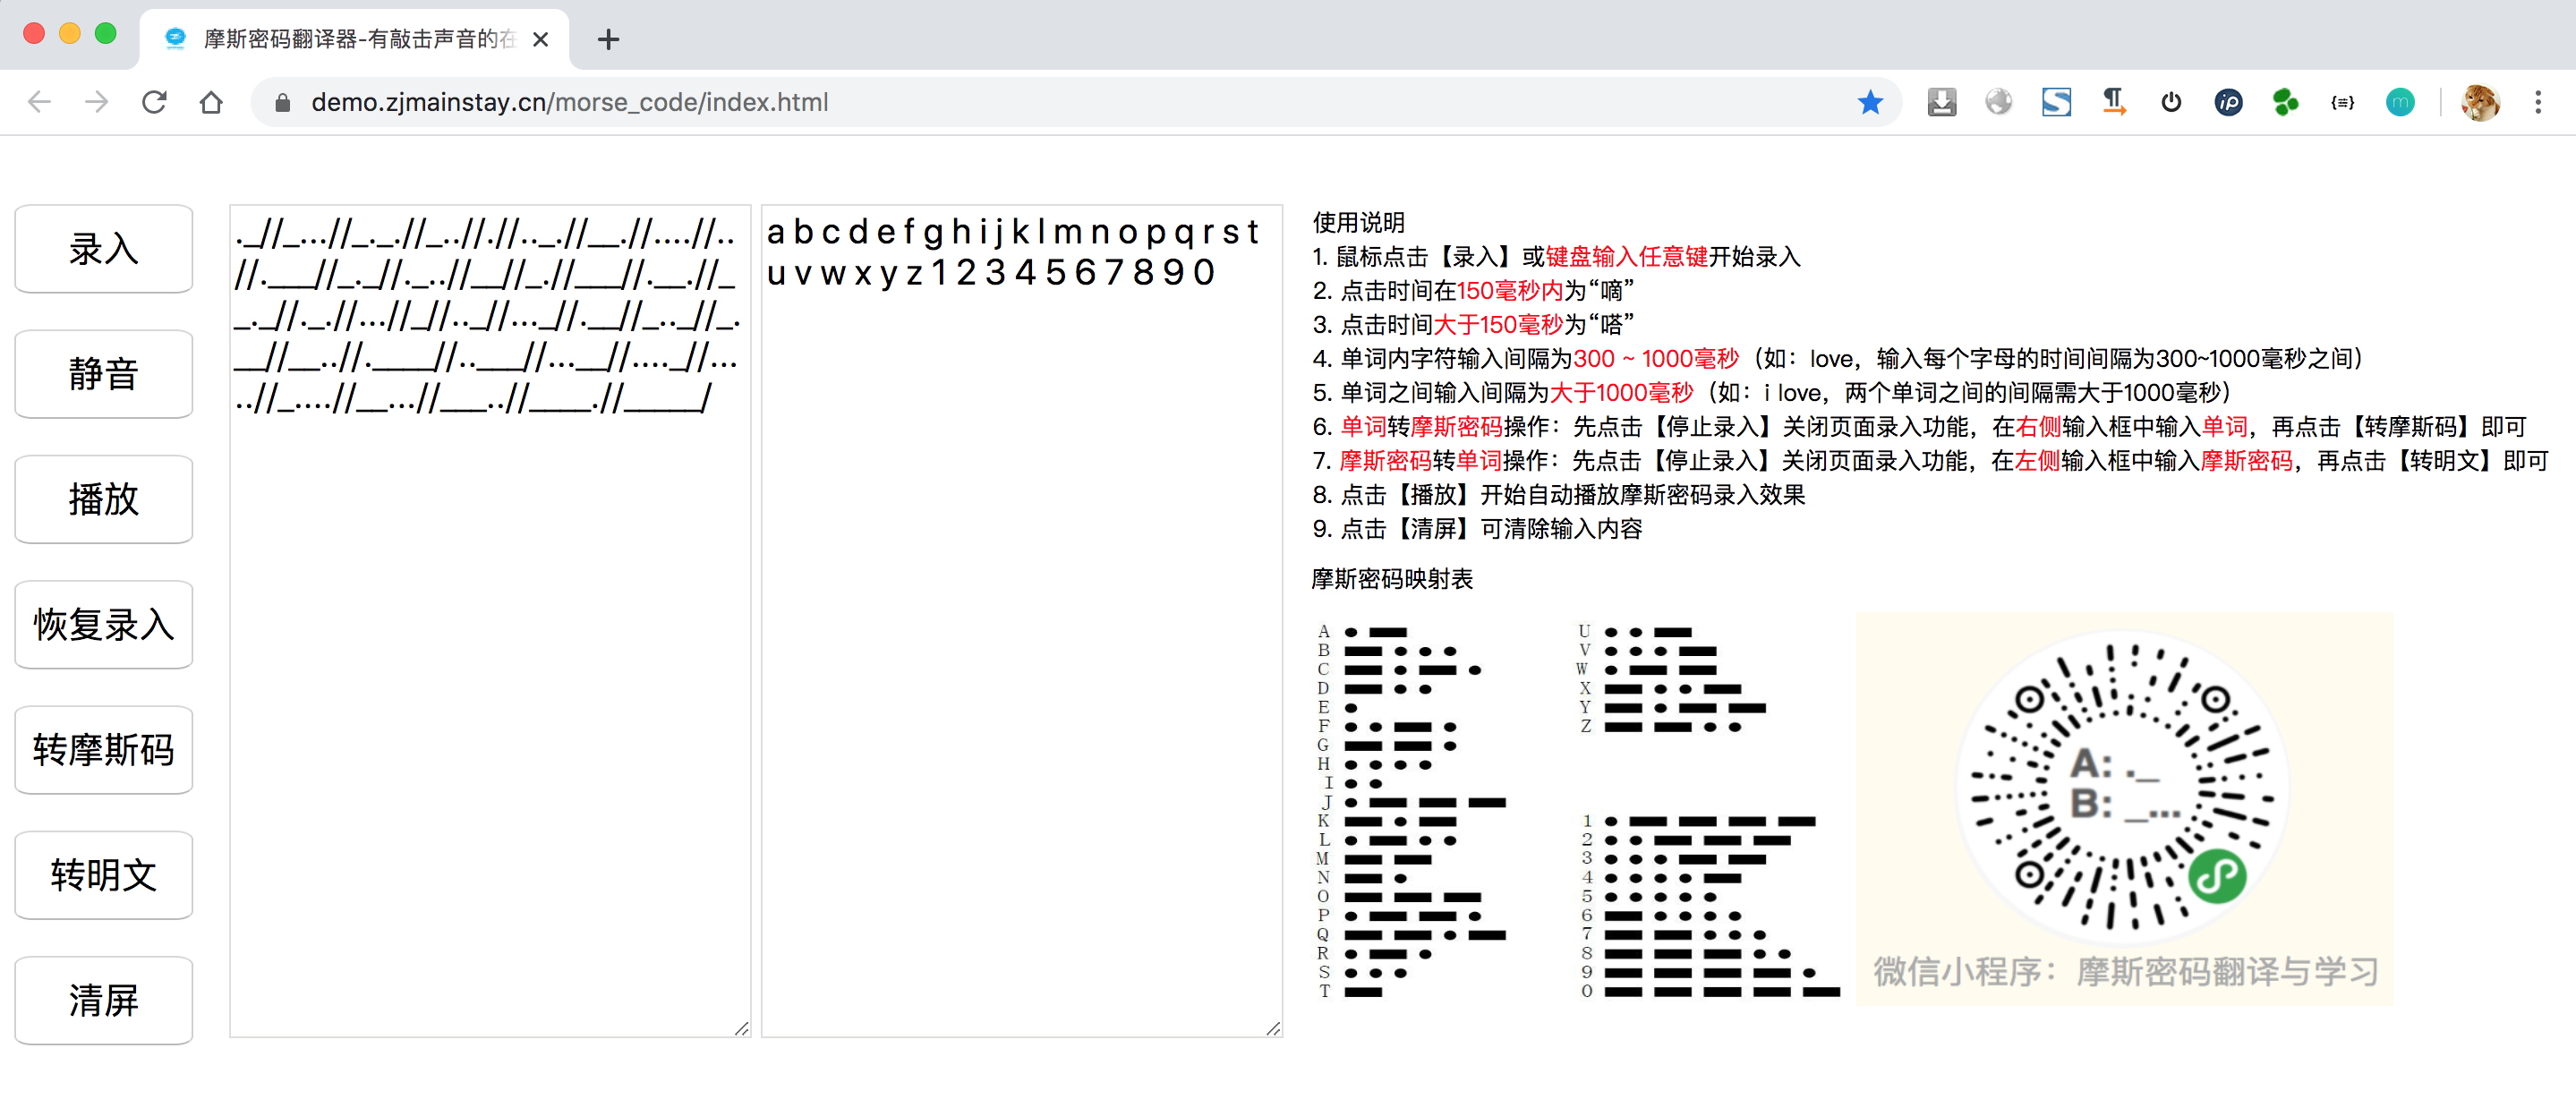 摩斯密码翻译器-有敲击声音的在
demo.zjmainstay.cn/morse_code/index.html
录入
静音
播放
恢复录入
转摩斯码
转明文
清屏
._//_...//_._.//_..//.//.._.//__.//....//..
//.___//_._//._..//__//_.//___//.__.//_
_._//._.//...//_//.._//..._//.__//_.._//_.
__//__..//.____//..___//...__//...._//...
..//_....//__...//___..//____.//_____/
a b c d e f g h i j k l m n o p q r s t
u v w x y z 1 2 3 4 5 6 7 8 9 0
使用说明
1. 鼠标点击【录入】或键盘输入任意键开始录入
2. 点击时间在150毫秒内为“嘀”
3. 点击时间大于150毫秒为“嗒”
4. 单词内字符输入间隔为300 ~ 1000毫秒（如：love，输入每个字母的时间间隔为300~1000毫秒之间）
5. 单词之间输入间隔为大于1000毫秒（如：i love，两个单词之间的间隔需大于1000毫秒）
6. 单词转摩斯密码操作：先点击【停止录入】关闭页面录入功能，在右侧输入框中输入单词，再点击【转摩斯码】即可
7. 摩斯密码转单词操作：先点击【停止录入】关闭页面录入功能，在左侧输入框中输入摩斯密码，再点击【转明文】即可
8. 点击【播放】开始自动播放摩斯密码录入效果
9. 点击【清屏】可清除输入内容
摩斯密码映射表
A
B
C
D
E
F
G
H
I
J
K
L
M
N
O
P
Q
R
S
T
U
V
W
X
Y
Z
1
2
3
4
5
6
7
8
9
0
A: ._
B: _...
微信小程序：摩斯密码翻译与学习